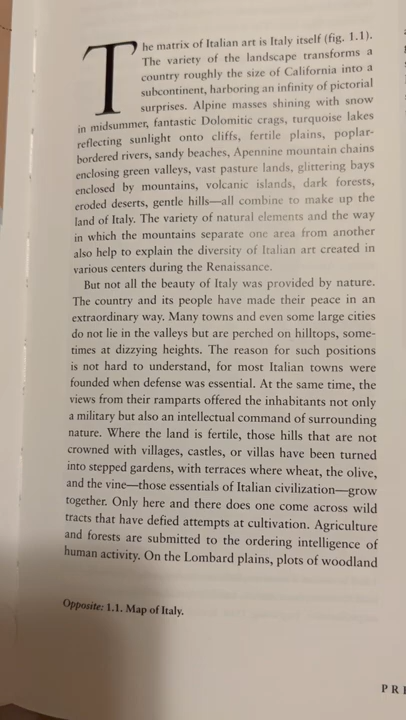 The matrix of Italian art is Italy itself (fig. 1.1).
The variety of the landscape transforms a
country roughly the size of California into a
subcontinent, harboring an infinity of pictorial
surprises. Alpine masses shining with snow
in midsummer, fantastic Dolomitic crags, turquoise lakes
reflecting sunlight onto cliffs, fertile plains, poplar-
bordered rivers, sandy beaches, Apennine mountain chains
enclosing green valleys, vast pasture lands, glittering bays
enclosed by mountains, volcanic islands, dark forests,
eroded deserts, gentle hills—all combine to make up the
land of Italy. The variety of natural elements and the way
in which the mountains separate one area from another
also help to explain the diversity of Italian art created in
various centers during the Renaissance.
But not all the beauty of Italy was provided by nature.
The country and its people have made their peace in an
extraordinary way. Many towns and even some large cities
do not lie in the valleys but are perched on hilltops, some-
times at dizzying heights. The reason for such positions
is not hard to understand, for most Italian towns were
founded when defense was essential. At the same time, the
views from their ramparts offered the inhabitants not only
a military but also an intellectual command of surrounding
nature. Where the land is fertile, those hills that are not
crowned with villages, castles, or villas have been turned
into stepped gardens, with terraces where wheat, the olive,
and the vine—those essentials of Italian civilization—grow
together. Only here and there does one come across wild
tracts that have defied attempts at cultivation. Agriculture
and forests are submitted to the ordering intelligence of
human activity. On the Lombard plains, plots of woodland
Opposite: 1.1. Map of Italy.